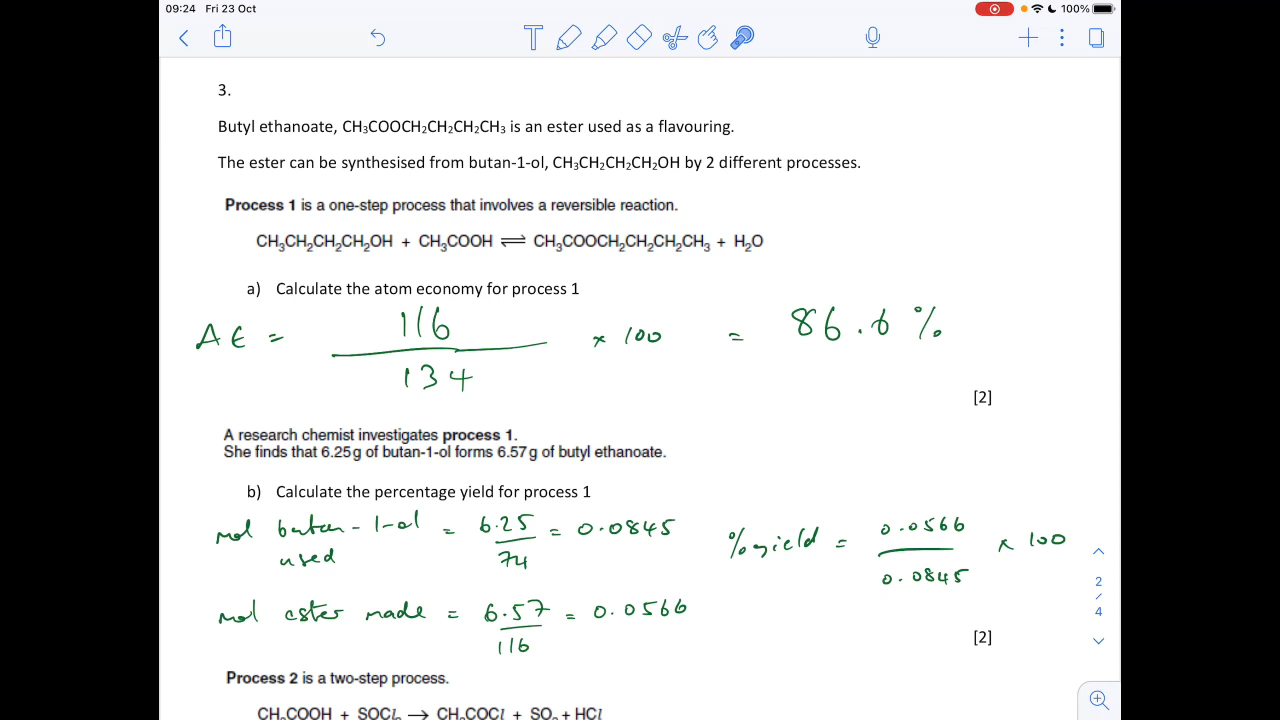 09:24 Fri 23 Oct
100%
3.
Butyl ethanoate, CH₃COOCH₂CH₂CH₂CH₃ is an ester used as a flavouring.
The ester can be synthesised from butan-1-ol, CH₃CH₂CH₂CH₂OH by 2 different processes.
Process 1 is a one-step process that involves a reversible reaction.
CH₃CH₂CH₂CH₂OH + CH₃COOH ⇌ CH₃COOCH₂CH₂CH₂CH₃ + H₂O
a) Calculate the atom economy for process 1
AE = 116 / 134 × 100 = 86.6 %
[2]
A research chemist investigates process 1.
She finds that 6.25 g of butan-1-ol forms 6.57 g of butyl ethanoate.
b) Calculate the percentage yield for process 1
mol butan-1-ol used = 6.25 / 74 = 0.0845
% yield = 0.0566 / 0.0845 × 100
mol ester made = 6.57 / 116 = 0.0566
2
/
4
[2]
Process 2 is a two-step process.
CH₃COOH + SOCl₂ → CH₃COCl + SO₂ + HCl